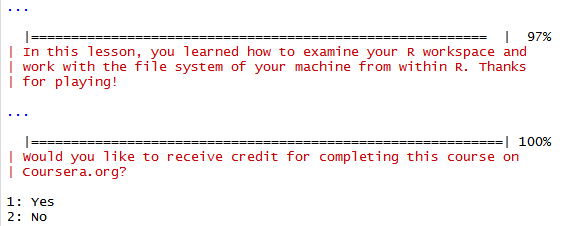 ...
|========================================================= | 97%
| In this lesson, you learned how to examine your R workspace and
| work with the file system of your machine from within R. Thanks
| for playing!
...
|===========================================================| 100%
| Would you like to receive credit for completing this course on
| Coursera.org?
1: Yes
2: No